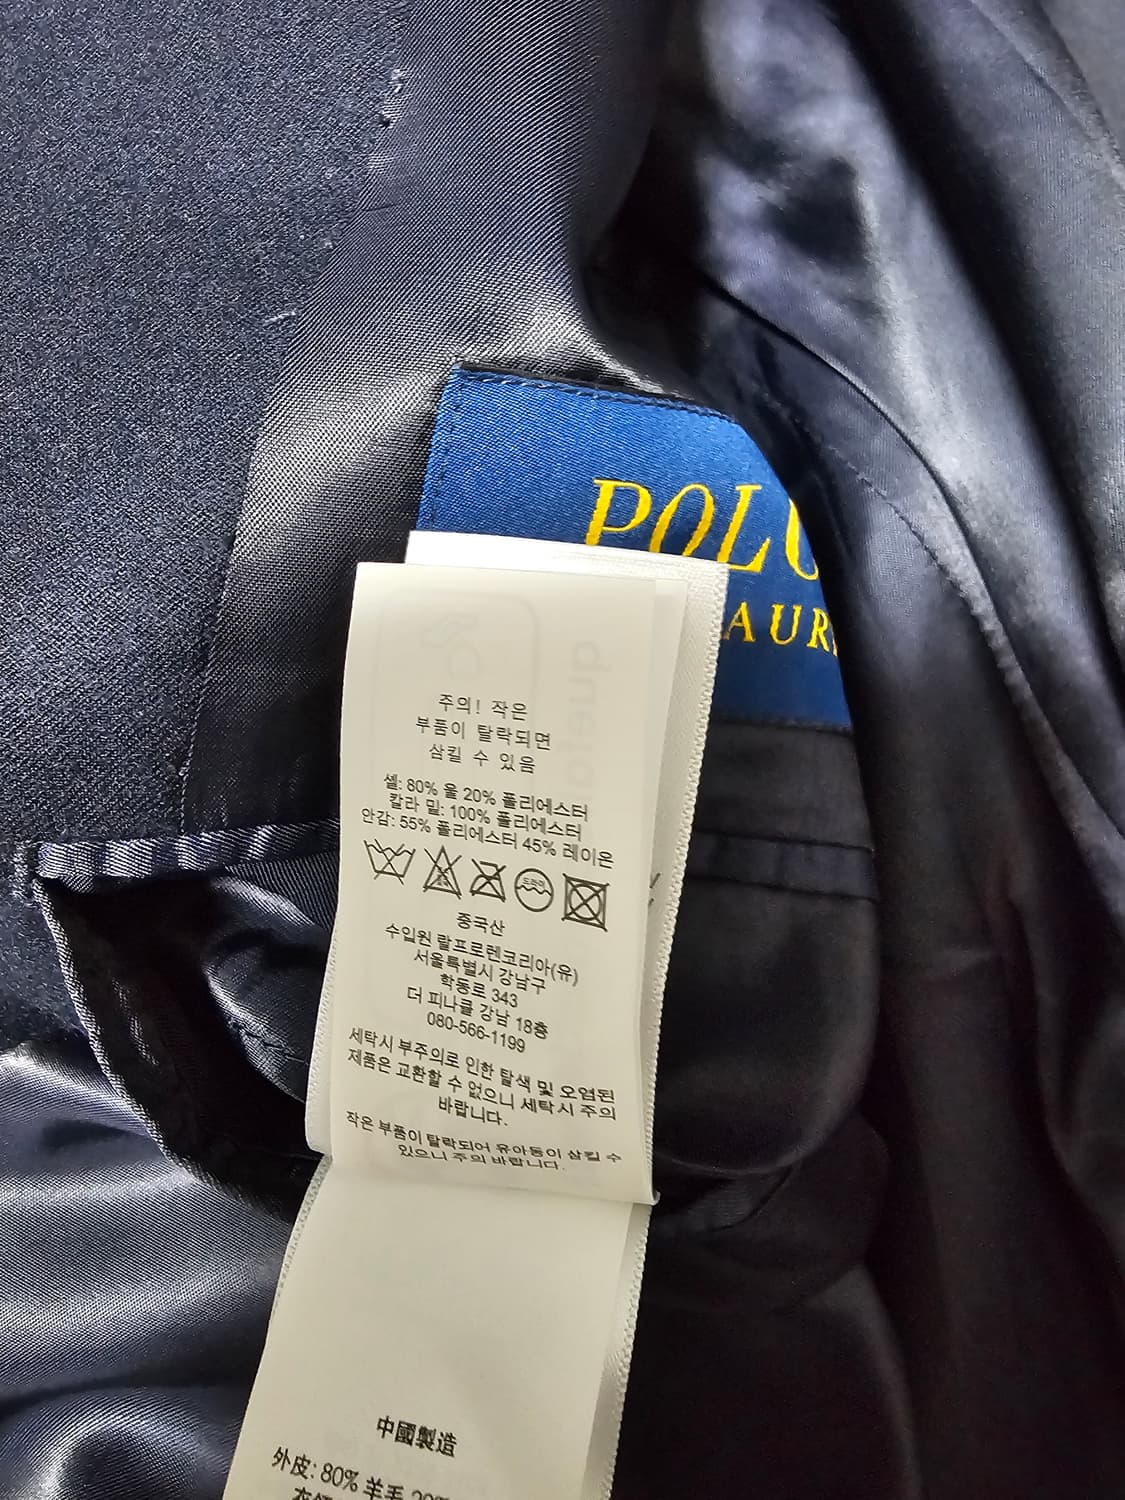 POLO
AUR
주의! 작은
부품이 탈락되면
삼킬 수 있음
셸: 80% 울 20% 폴리에스터
칼라 밑: 100% 폴리에스터
안감: 55% 폴리에스터 45% 레이온
중국산
수입원 랄프로렌코리아(유)
서울특별시 강남구
학동로 343
더 피나클 강남 18층
080-566-1199
세탁시 부주의로 인한 탈색 및 오염된
제품은 교환할 수 없으니 세탁시 주의
바랍니다.
작은 부품이 탈락되어 유아동이 삼킬 수
있으니 주의 바랍니다.
中國製造
外皮: 80% 羊毛 20%